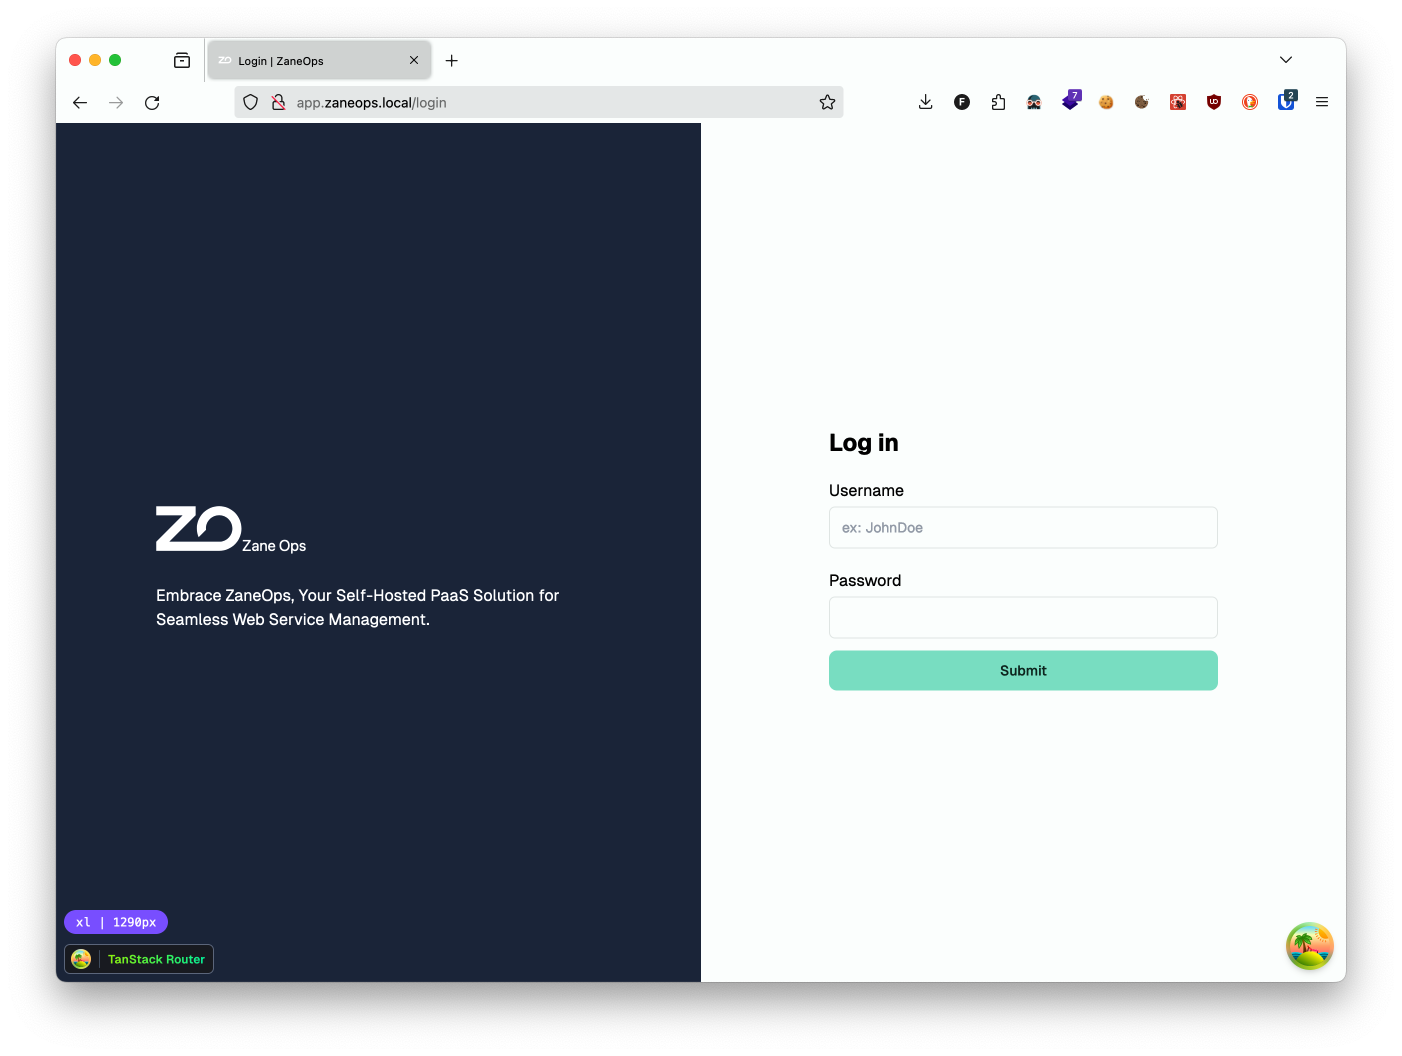 Login | ZaneOps
app.zaneops.local/login
F
7
2
ZO Zane Ops
Embrace ZaneOps, Your Self-Hosted PaaS Solution for
Seamless Web Service Management.
Log in
Username
ex: JohnDoe
Password
Submit
xl | 1290px
TanStack Router